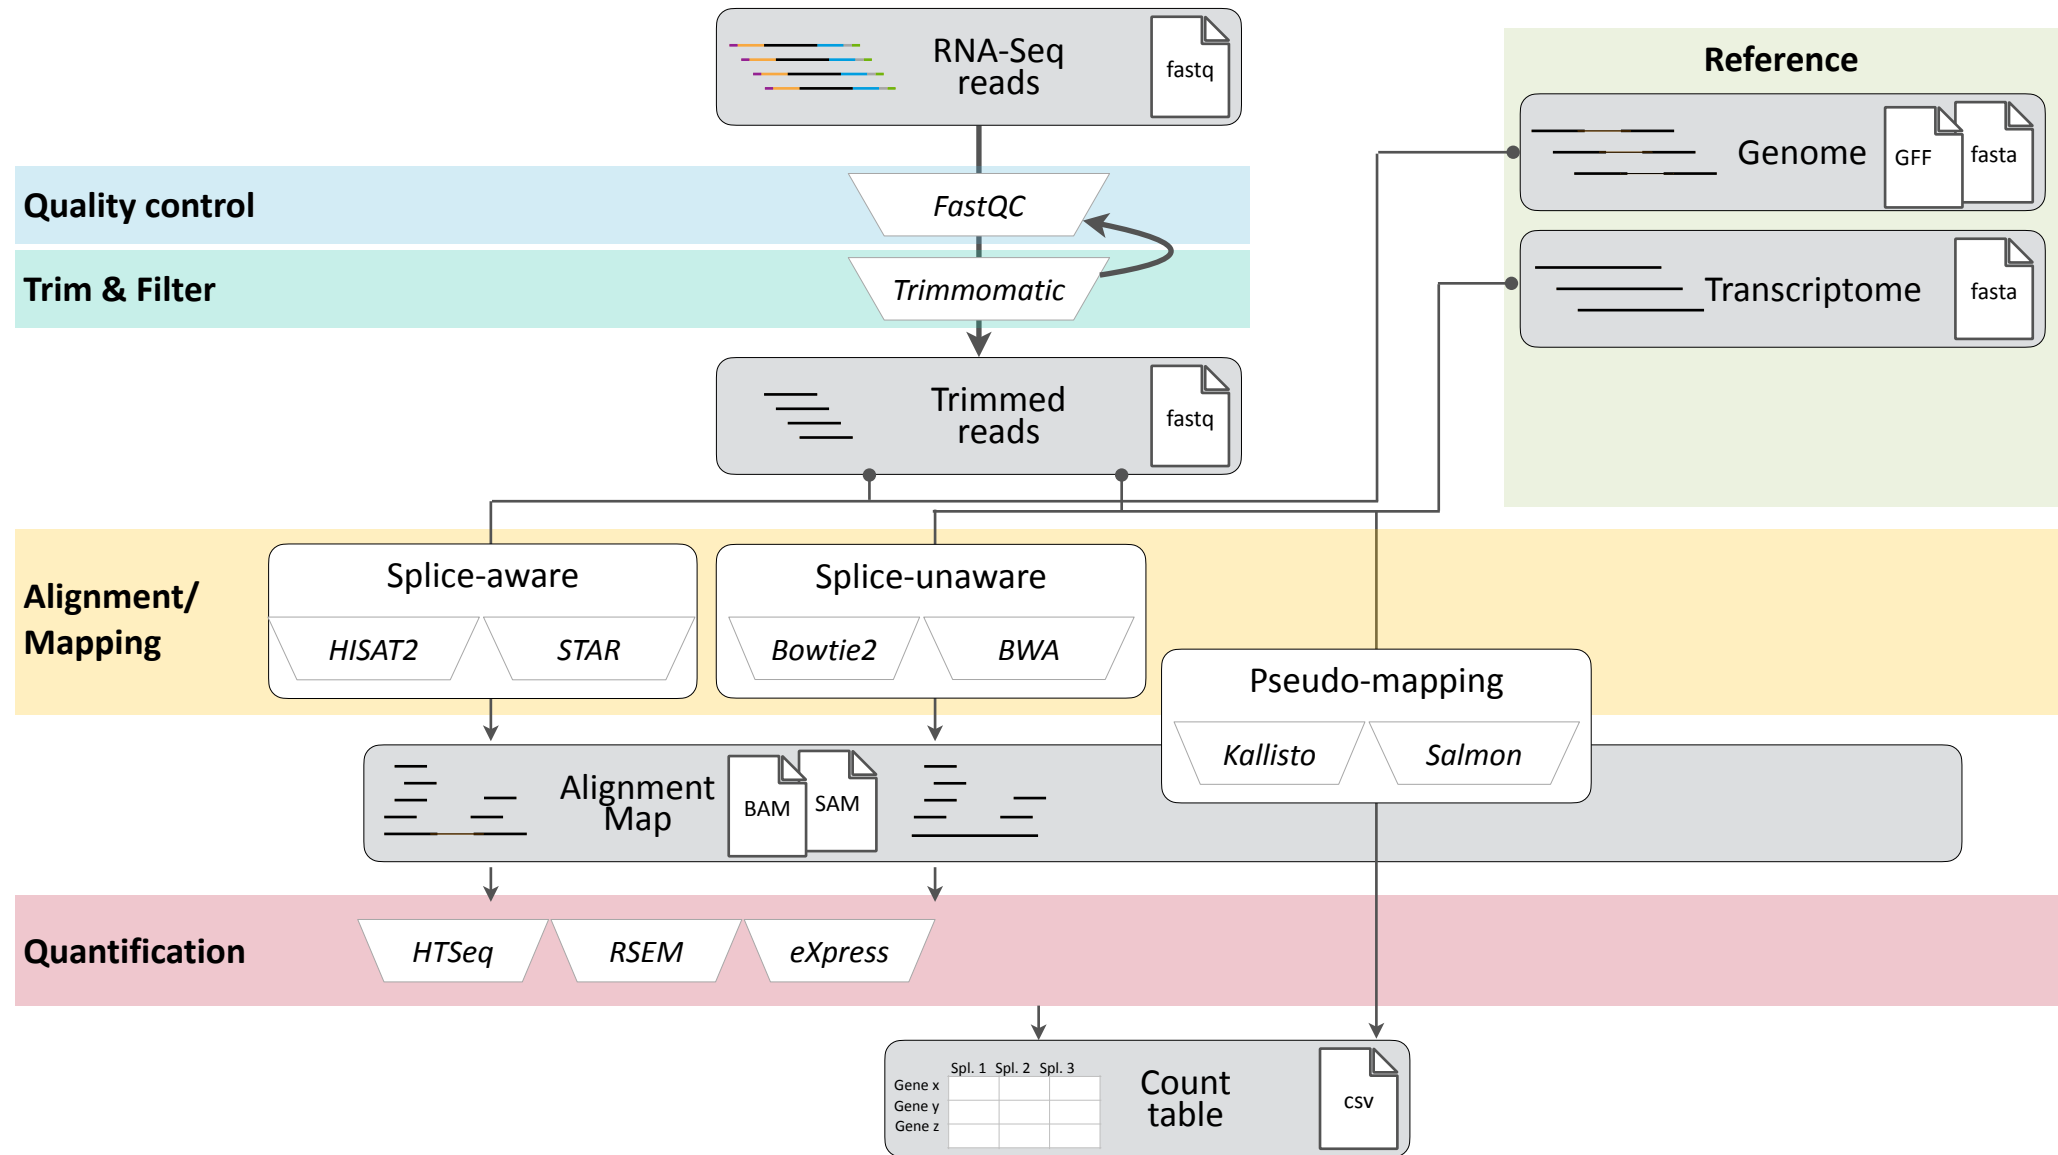 RNA-Seq
reads
fastq
Reference
Genome
GFF
fasta
Quality control
FastQC
Transcriptome
fasta
Trim & Filter
Trimmomatic
Trimmed
reads
fastq
Alignment/
Mapping
Splice-aware
HISAT2
STAR
Splice-unaware
Bowtie2
BWA
Pseudo-mapping
Kallisto
Salmon
Alignment
Map
BAM
SAM
Quantification
HTSeq
RSEM
eXpress
Spl. 1 Spl. 2 Spl. 3
Gene x
Gene y
Gene z
Count
table
csv